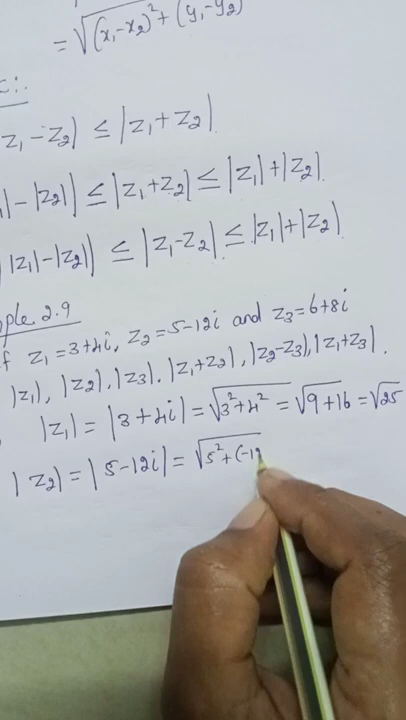 = √(x₁-x₂)² + (y₁-y₂)
z₁-z₂| ≤ |z₁+z₂|
|-|z₂|| ≤ |z₁+z₂| ≤ |z₁|+|z₂|
|z₁|-|z₂|| ≤ |z₁-z₂| ≤ |z₁|+|z₂|
ple 2.9
f z₁=3+4i, z₂=5-12i and z₃=6+8i
|z₁|, |z₂|, |z₃|, |z₁+z₂|, |z₂-z₃|, |z₁+z₃|.
|z₁| = |3+4i| = √3²+4² = √9+16 = √25
|z₂| = |5-12i| = √5²+(-12